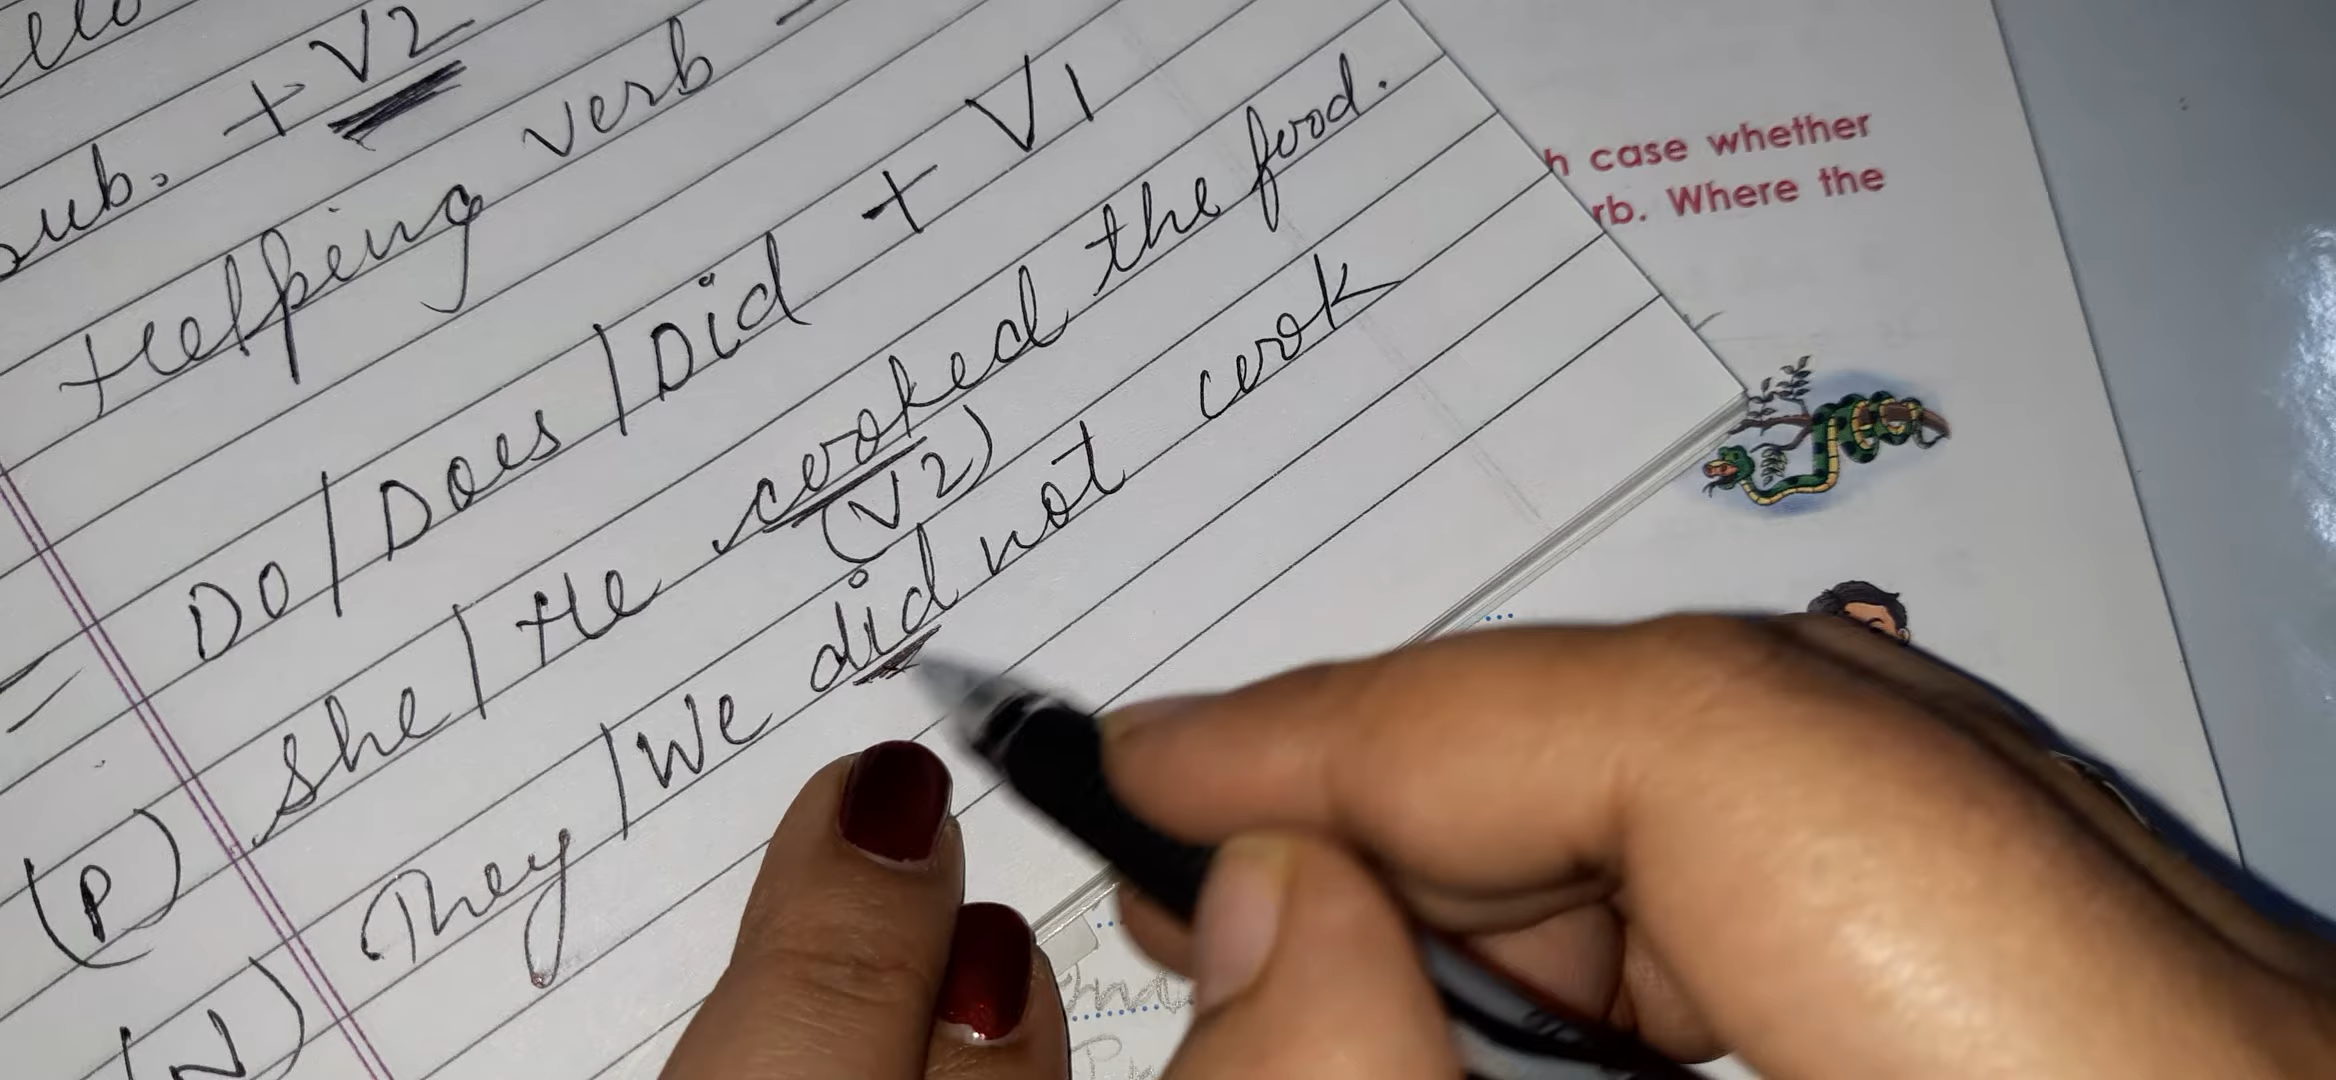 sub. + V2
Helping verb -
= Do / Does / Did + V1
(P) She / He cooked the food.
(V2)
(N) They / We did not cook
h case whether
rb. Where the